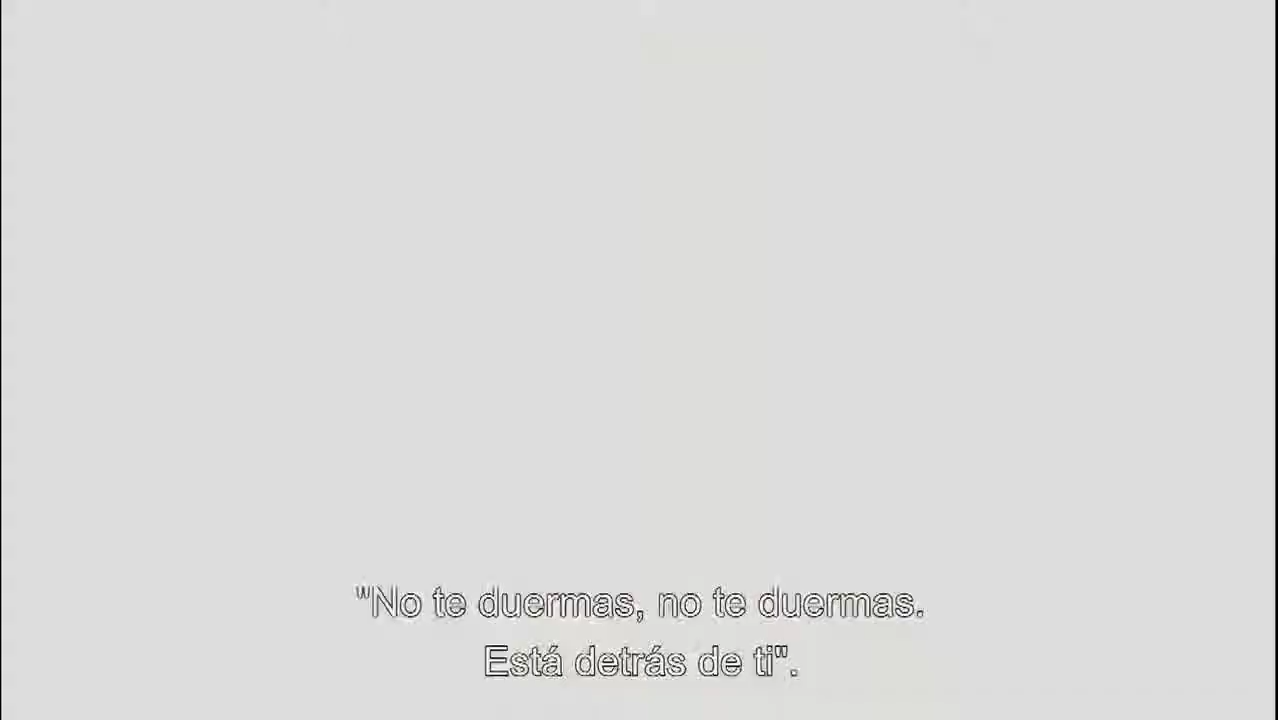 "No te duermas, no te duermas.
Está detrás de ti".